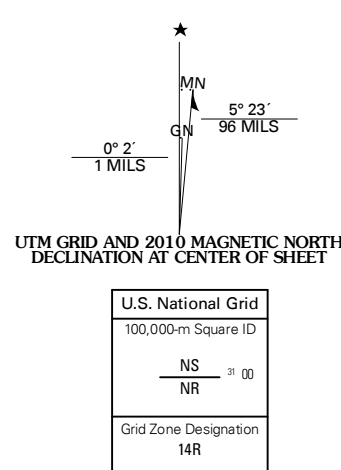 ★
MN
5° 23´
96 MILS
GN
0° 2´
1 MILS
UTM GRID AND 2010 MAGNETIC NORTH
DECLINATION AT CENTER OF SHEET
U.S. National Grid
100,000-m Square ID
NS
31 00
NR
Grid Zone Designation
14R